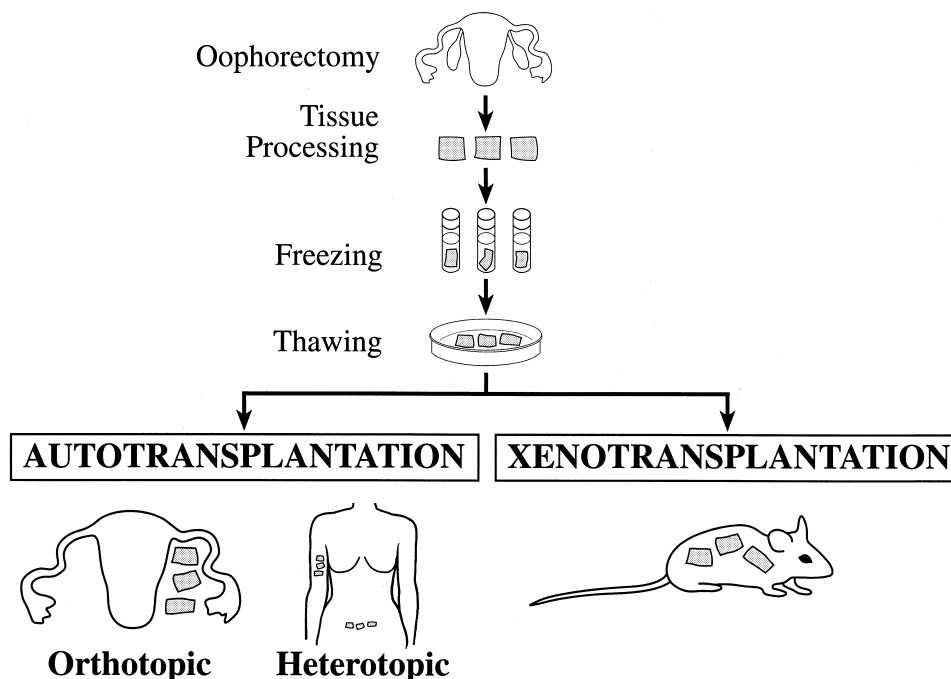 Oophorectomy
Tissue
Processing
Freezing
Thawing
AUTOTRANSPLANTATION
XENOTRANSPLANTATION
Orthotopic
Heterotopic